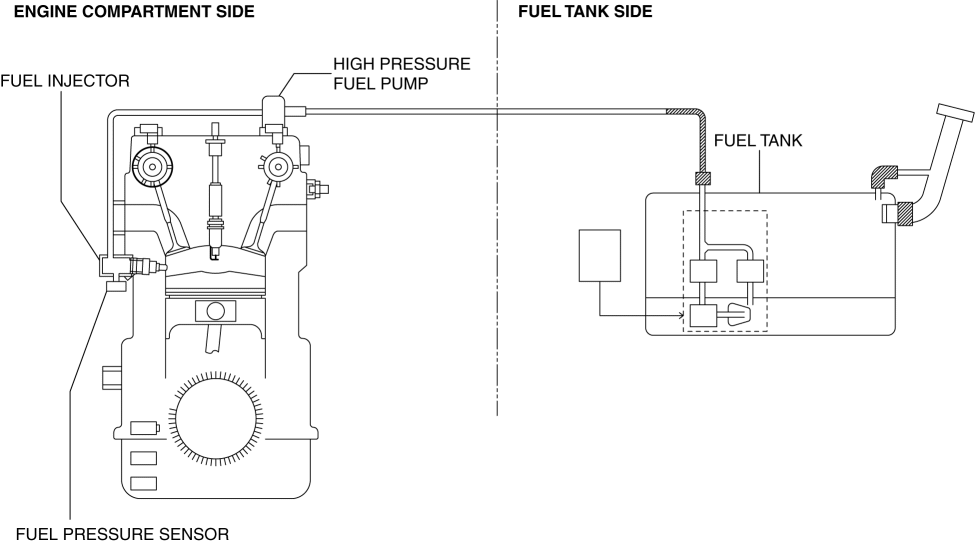 ENGINE COMPARTMENT SIDE
FUEL TANK SIDE
HIGH PRESSURE
FUEL PUMP
FUEL INJECTOR
FUEL TANK
FUEL PRESSURE SENSOR